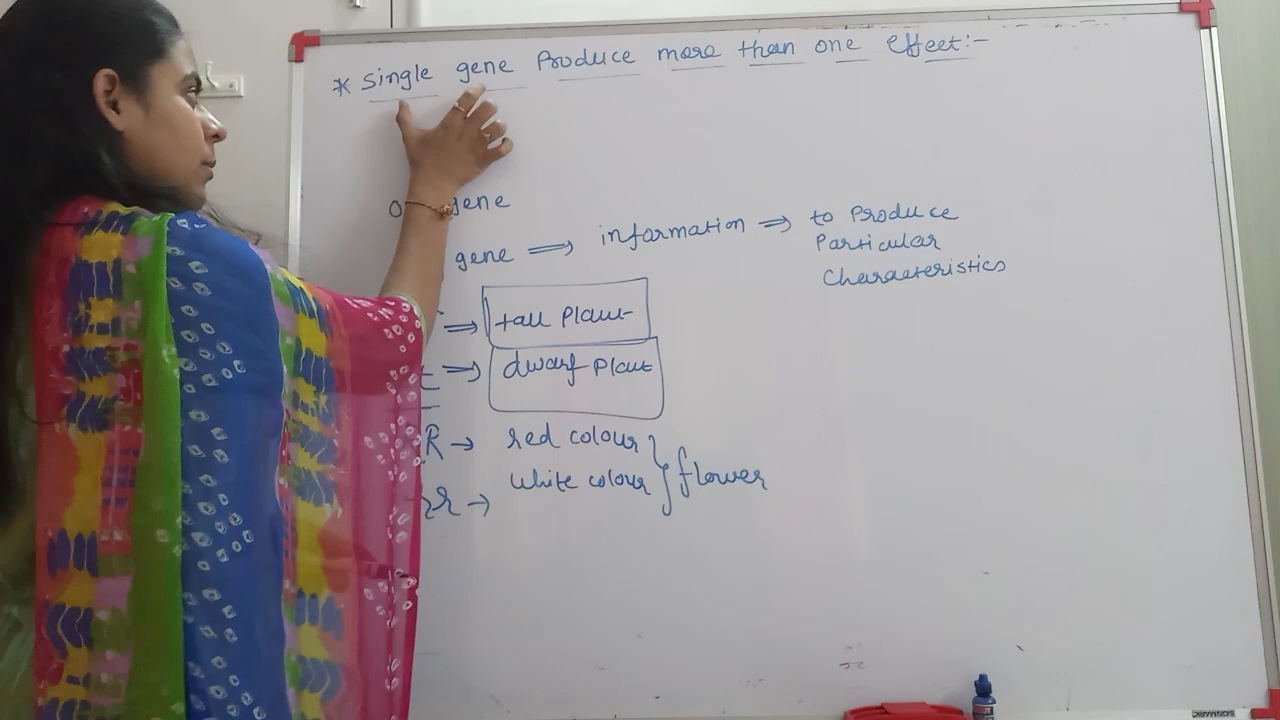 * Single gene Produce more than one effect:-
gene
gene ⇒ information ⇒ to Produce
Particular
Characteristics
⇒ tall Plant
t ⇒ dwarf Plant
R → red colour
white colour } flower
rr →